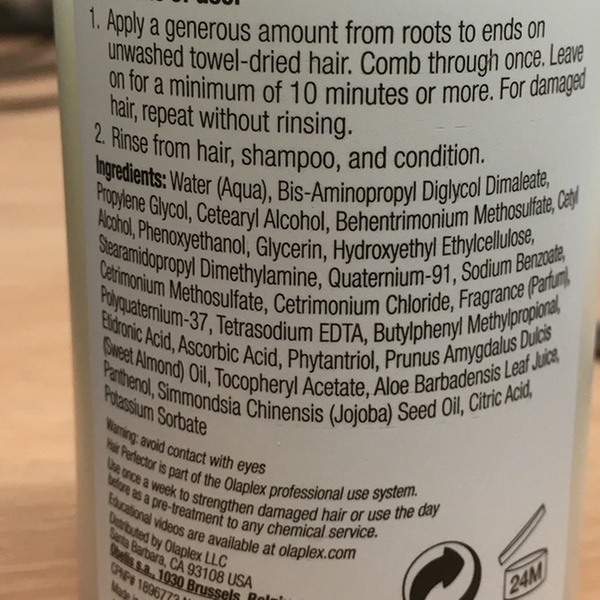 of use:
1. Apply a generous amount from roots to ends on
unwashed towel-dried hair. Comb through once. Leave
on for a minimum of 10 minutes or more. For damaged
hair, repeat without rinsing.
2. Rinse from hair, shampoo, and condition.
Ingredients: Water (Aqua), Bis-Aminopropyl Diglycol Dimaleate,
Propylene Glycol, Cetearyl Alcohol, Behentrimonium Methosulfate, Cetyl
Alcohol, Phenoxyethanol, Glycerin, Hydroxyethyl Ethylcellulose,
Stearamidopropyl Dimethylamine, Quaternium-91, Sodium Benzoate,
Cetrimonium Methosulfate, Cetrimonium Chloride, Fragrance (Parfum),
Polyquaternium-37, Tetrasodium EDTA, Butylphenyl Methylpropional,
Etidronic Acid, Ascorbic Acid, Phytantriol, Prunus Amygdalus Dulcis
(Sweet Almond) Oil, Tocopheryl Acetate, Aloe Barbadensis Leaf Juice,
Panthenol, Simmondsia Chinensis (Jojoba) Seed Oil, Citric Acid,
Potassium Sorbate
Warning: avoid contact with eyes
Hair Perfector is part of the Olaplex professional use system.
Use once a week to strengthen damaged hair or use the day
before as a pre-treatment to any chemical service.
Educational videos are available at olaplex.com
Distributed by Olaplex LLC
Santa Barbara, CA 93108 USA
s.a., 1030 Brussels,
CPNP# 1896773
Made in
24M